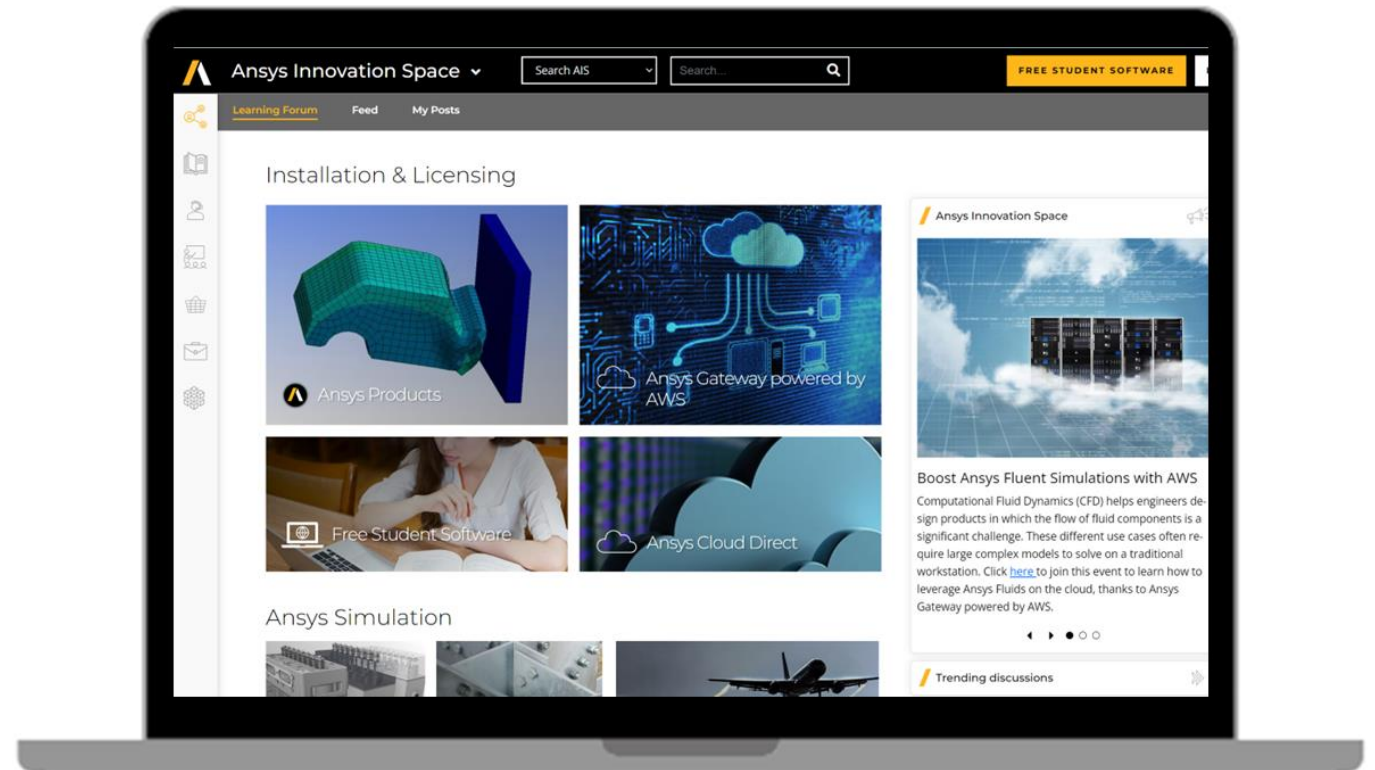 Ansys Innovation Space
Search AIS
Search...
FREE STUDENT SOFTWARE
Learning Forum
Feed
My Posts
Installation & Licensing
Ansys Products
Ansys Gateway powered by
AWS
Free Student Software
Ansys Cloud Direct
Ansys Simulation
Ansys Innovation Space
Boost Ansys Fluent Simulations with AWS
Computational Fluid Dynamics (CFD) helps engineers de-
sign products in which the flow of fluid components is a
significant challenge. These different use cases often re-
quire large complex models to solve on a traditional
workstation. Click here to join this event to learn how to
leverage Ansys Fluids on the cloud, thanks to Ansys
Gateway powered by AWS.
Trending discussions